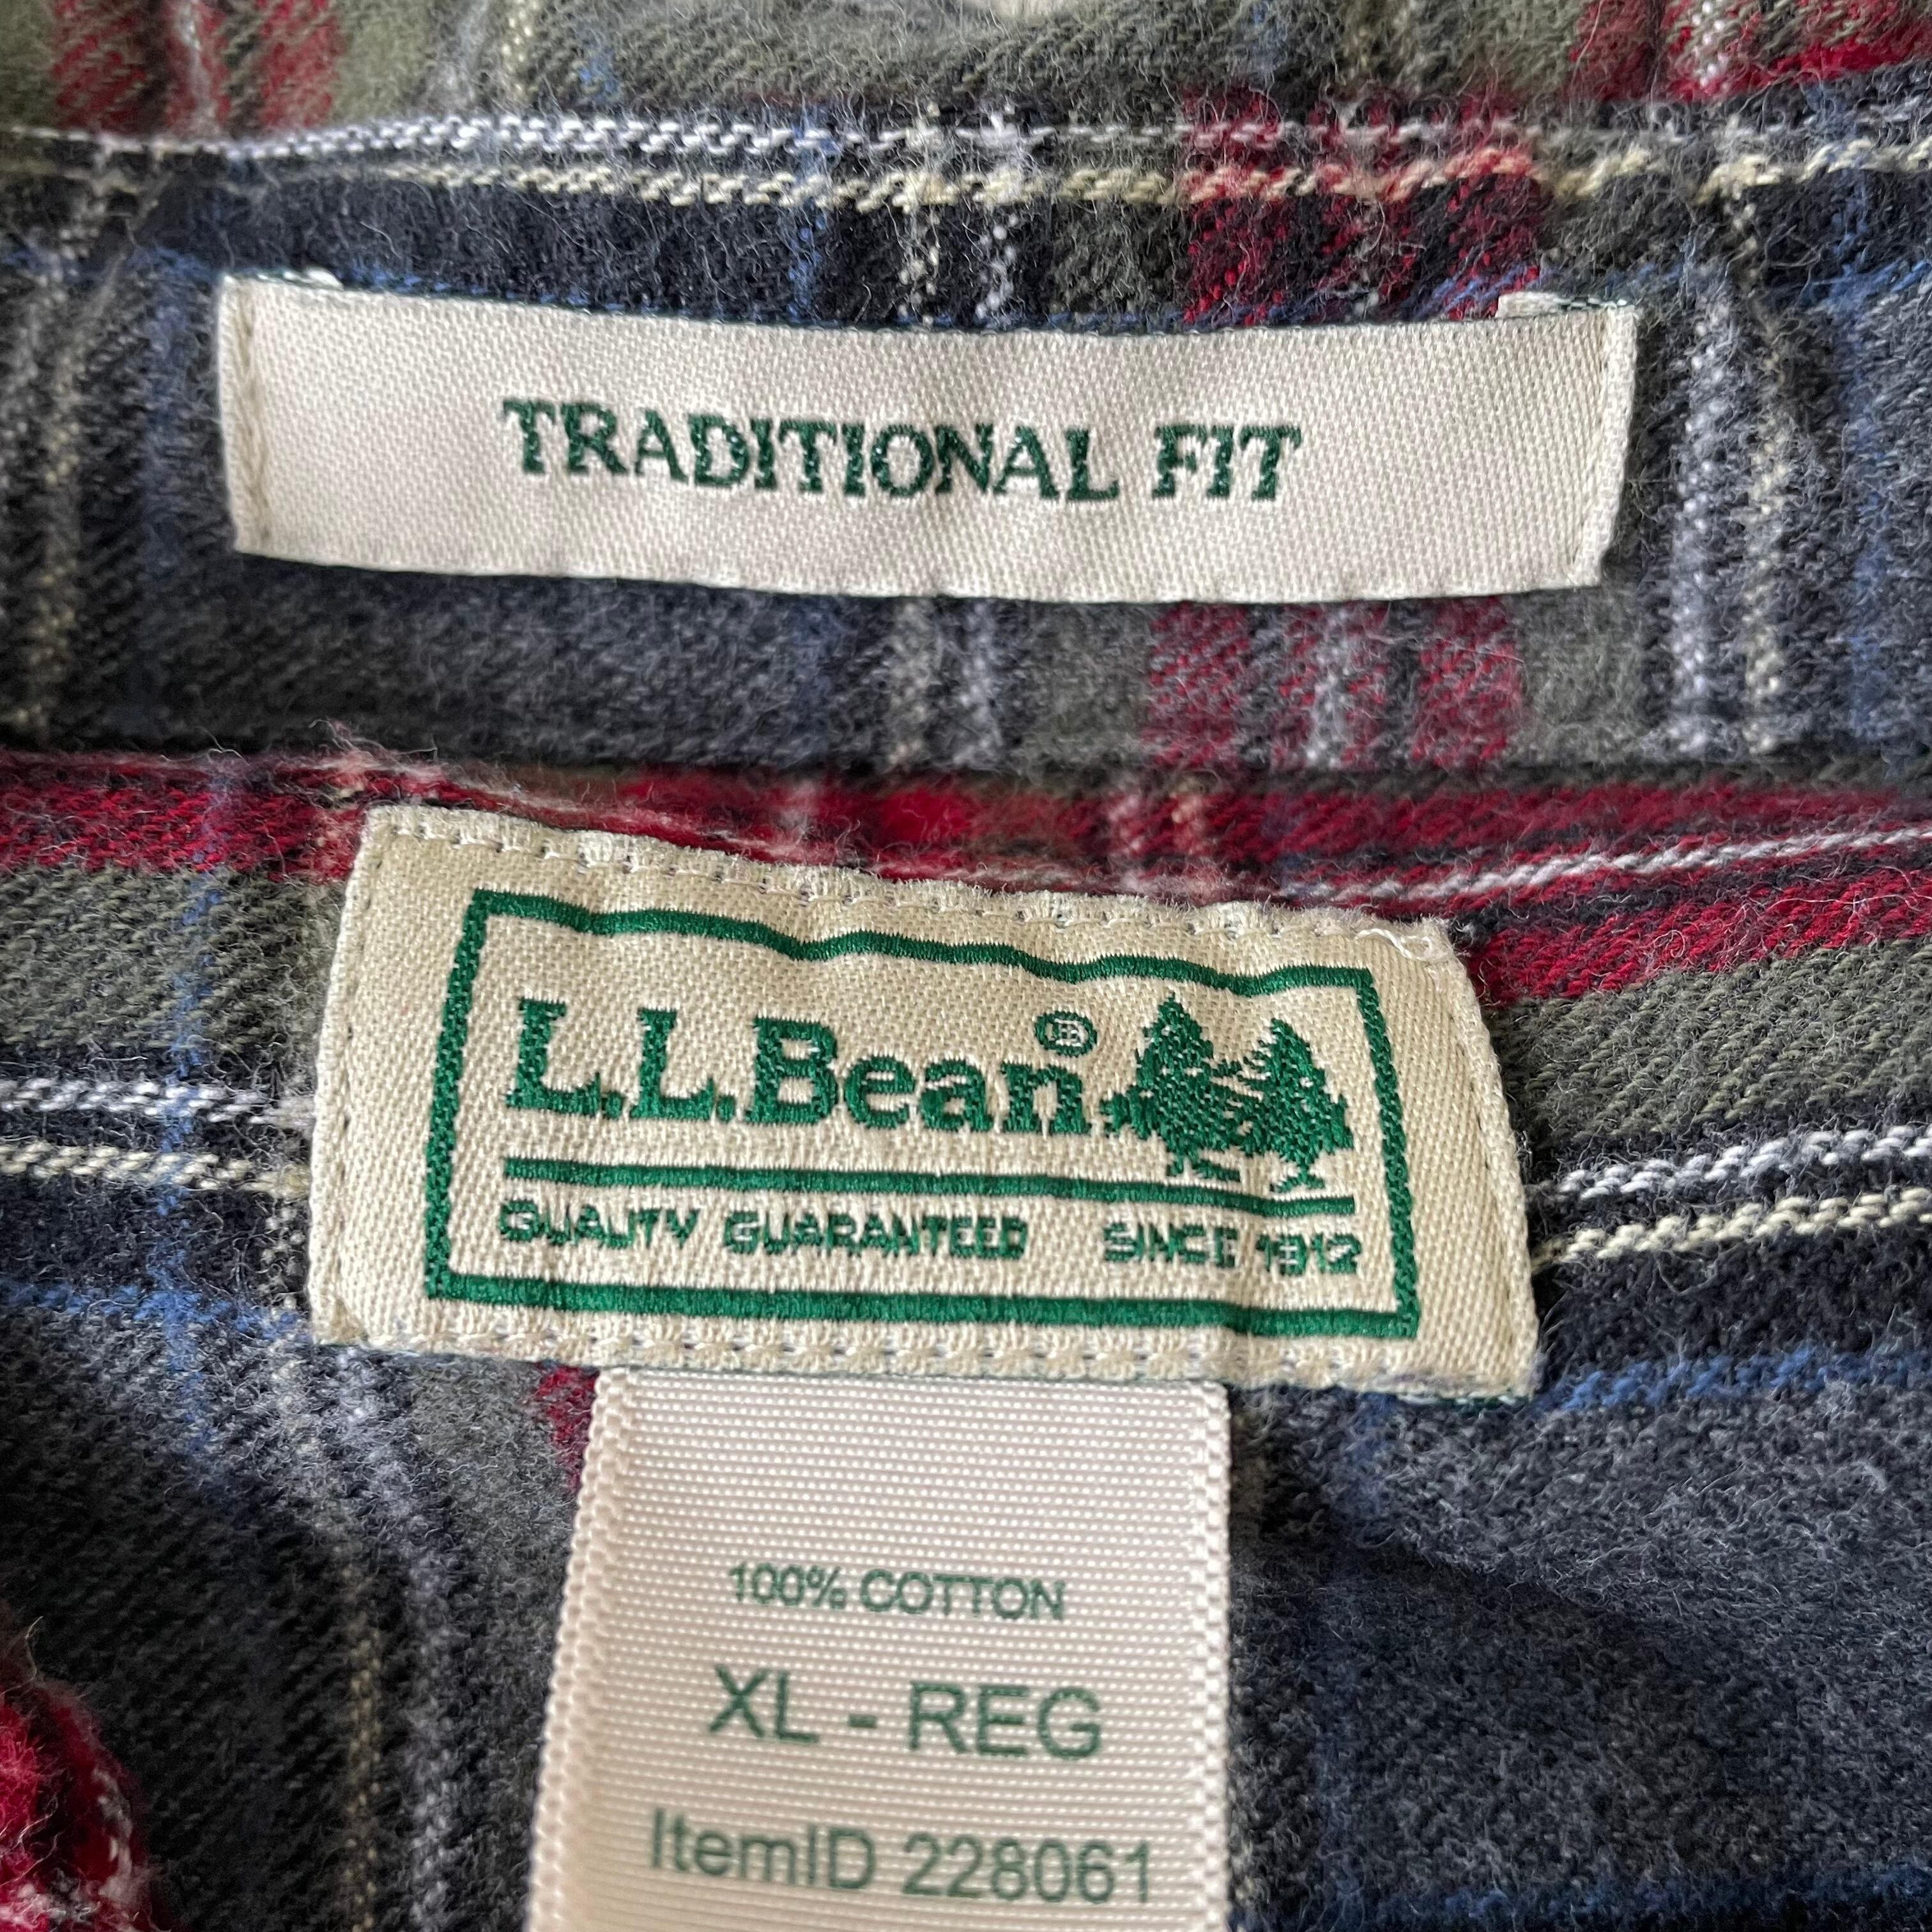 TRADITIONAL FIT
L.L.Bean®
QUALITY GUARANTEED SINCE 1912
100% COTTON
XL - REG
ItemID 228061